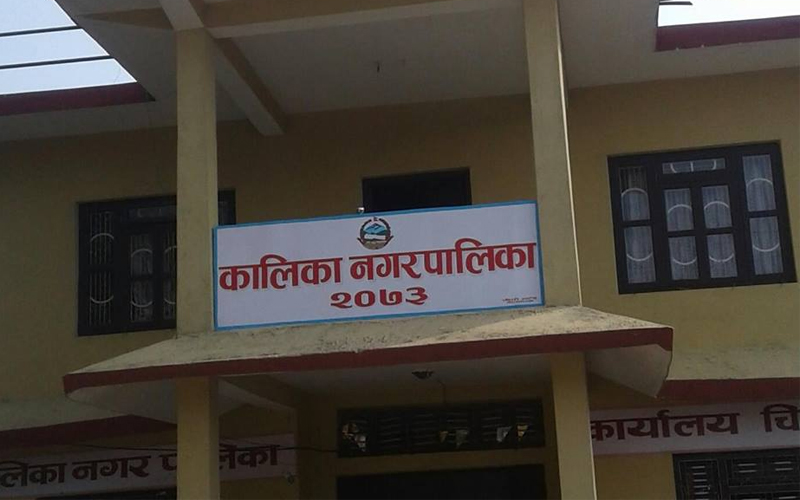 कालिका नगरपालिका
२०७३
लिका नगर पालिका
कार्यालय चि